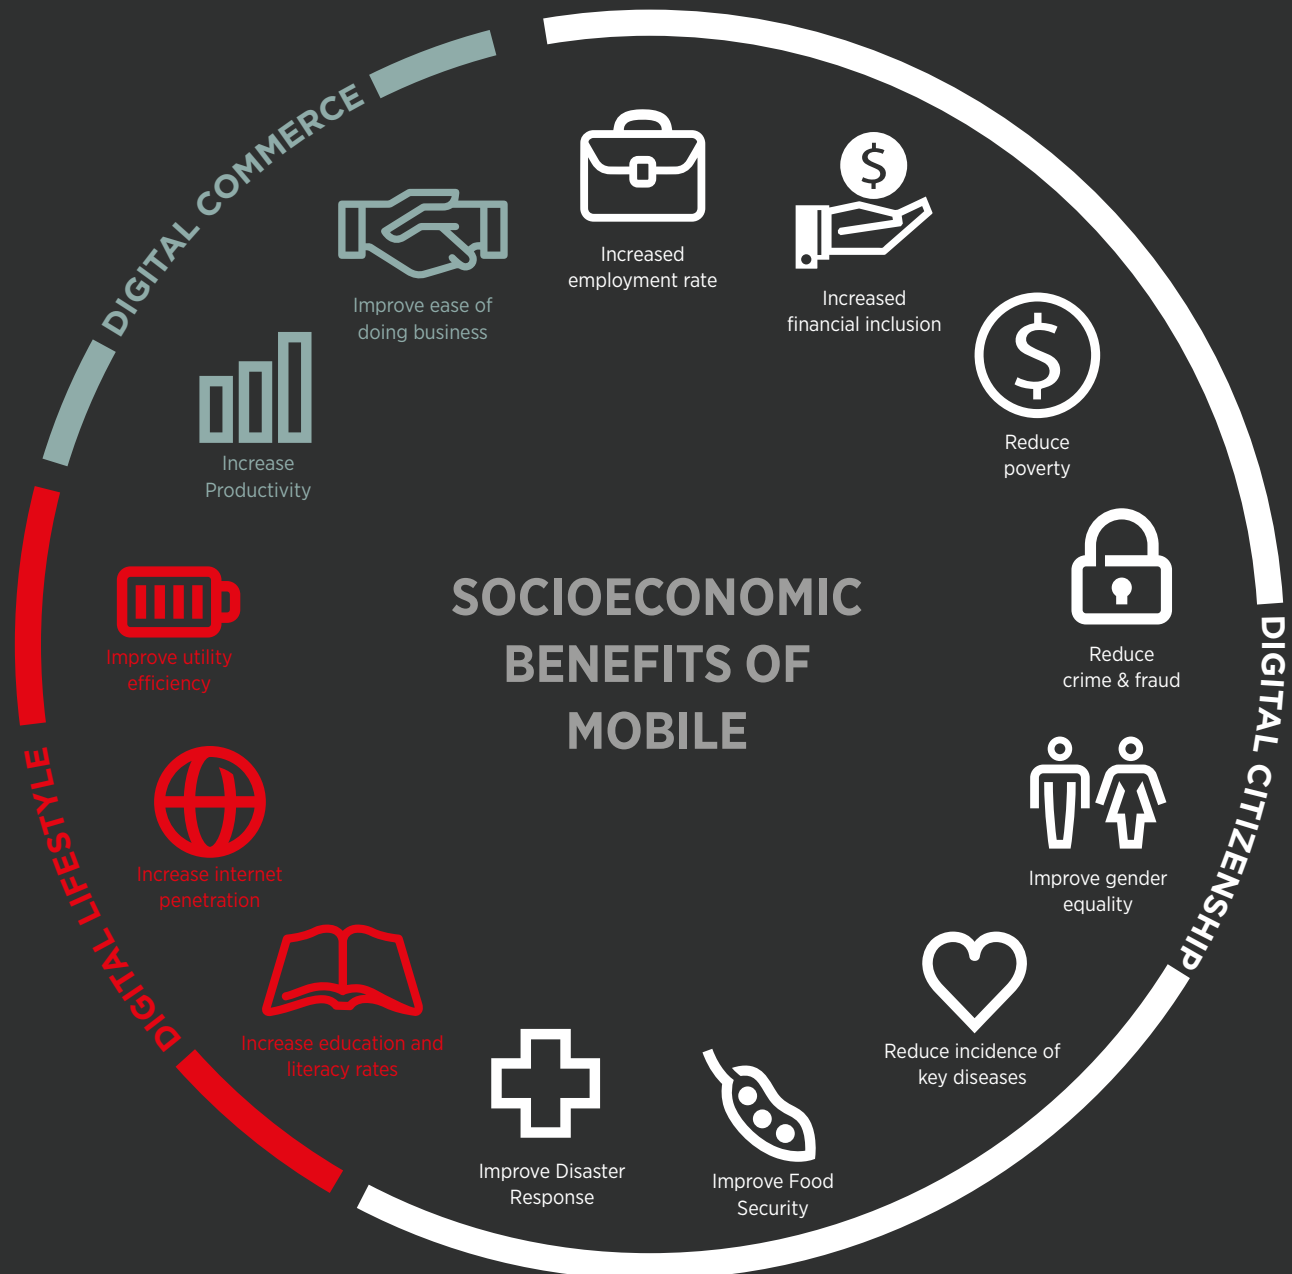 DIGITAL COMMERCE
Increased
employment rate
$
Increased
financial inclusion
Improve ease of
doing business
$
Reduce
poverty
Increase
Productivity
SOCIOECONOMIC
BENEFITS OF
MOBILE
Improve utility
efficiency
Reduce
crime & fraud
DIGITAL CITIZENSHIP
DIGITAL LIFESTYLE
Increase internet
penetration
Improve gender
equality
Increase education and
literacy rates
Reduce incidence of
key diseases
Improve Disaster
Response
Improve Food
Security